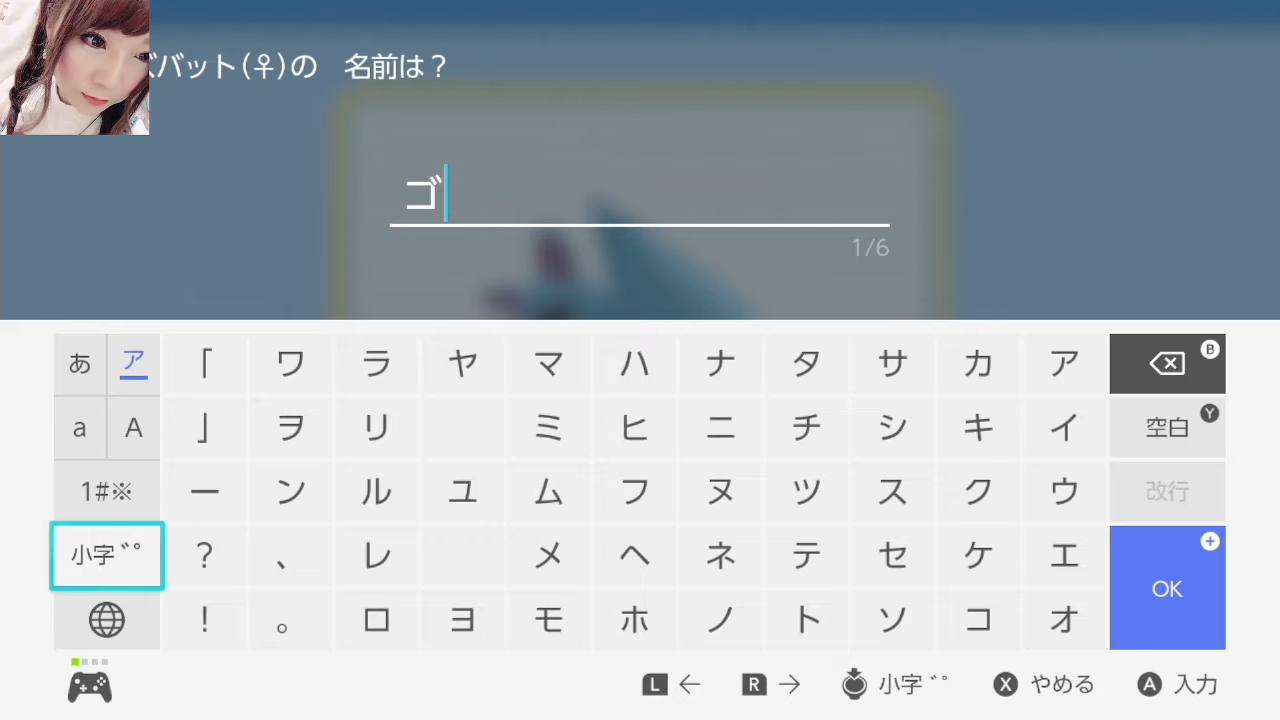 バット(♀)の 名前は？
ゴ
1/6
あ ア 「 ワ ラ ヤ マ ハ ナ タ サ カ ア B
a A 」 ヲ リ ミ ヒ ニ チ シ キ イ 空白 Y
1#※ ー ン ル ユ ム フ ヌ ツ ス ク ウ 改行
小字゛゜ ? 、 レ メ ヘ ネ テ セ ケ エ OK +
! 。 ロ ヨ モ ホ ノ ト ソ コ オ
L ← R → 小字゛゜ X やめる A 入力